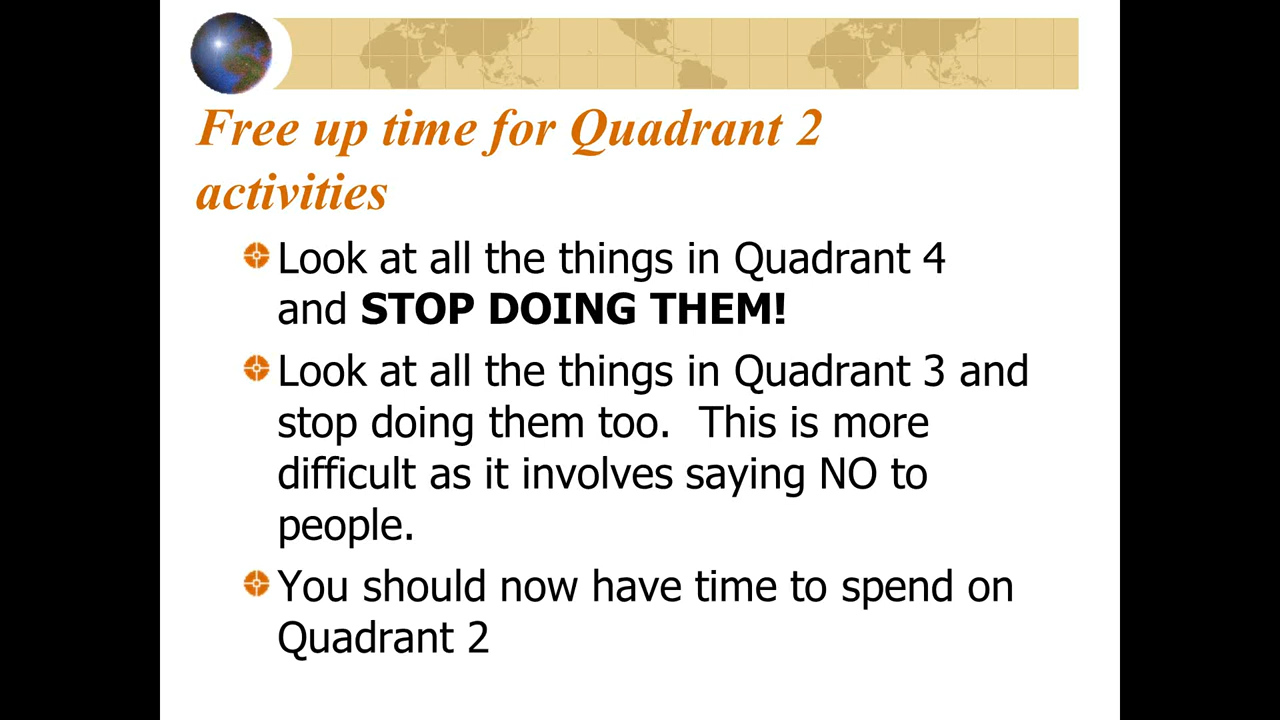 Free up time for Quadrant 2
activities
Look at all the things in Quadrant 4
and STOP DOING THEM!
Look at all the things in Quadrant 3 and
stop doing them too.  This is more
difficult as it involves saying NO to
people.
You should now have time to spend on
Quadrant 2